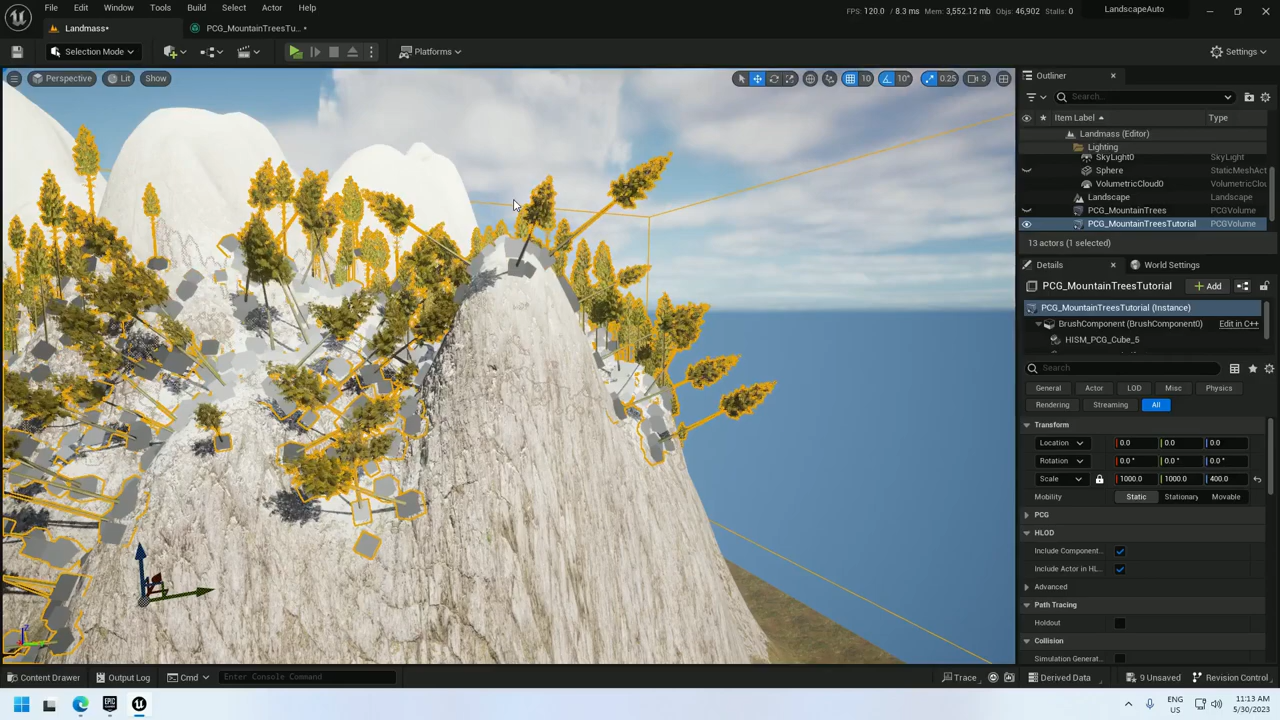 File Edit Window Tools Build Select Actor Help
FPS: 120.0 / 8.3 ms Mem: 3,552.12 mb Objs: 46,902 Stalls: 0
LandscapeAuto
Landmass•
PCG_MountainTreesTu... •
Selection Mode
Platforms
Settings
Perspective Lit Show
10 10° 0.25 3
Outliner
Search...
Item Label Type
Landmass (Editor)
Lighting
SkyLight0 SkyLight
Sphere StaticMeshAct
VolumetricCloud0 VolumetricClou
Landscape Landscape
PCG_MountainTrees PCGVolume
PCG_MountainTreesTutorial PCGVolume
13 actors (1 selected)
Details World Settings
PCG_MountainTreesTutorial Add
PCG_MountainTreesTutorial (Instance)
BrushComponent (BrushComponent0) Edit in C++
HISM_PCG_Cube_5
Search
General Actor LOD Misc Physics
Rendering Streaming All
Transform
Location 0.0 0.0 0.0
Rotation 0.0 ° 0.0 ° 0.0 °
Scale 1000.0 1000.0 400.0
Mobility Static Stationary Movable
PCG
HLOD
Include Component...
Include Actor in HL...
Advanced
Path Tracing
Holdout
Collision
Simulation Generat...
Content Drawer Output Log Cmd Enter Console Command
Trace Derived Data 9 Unsaved Revision Control
ENG
US
11:13 AM
5/30/2023